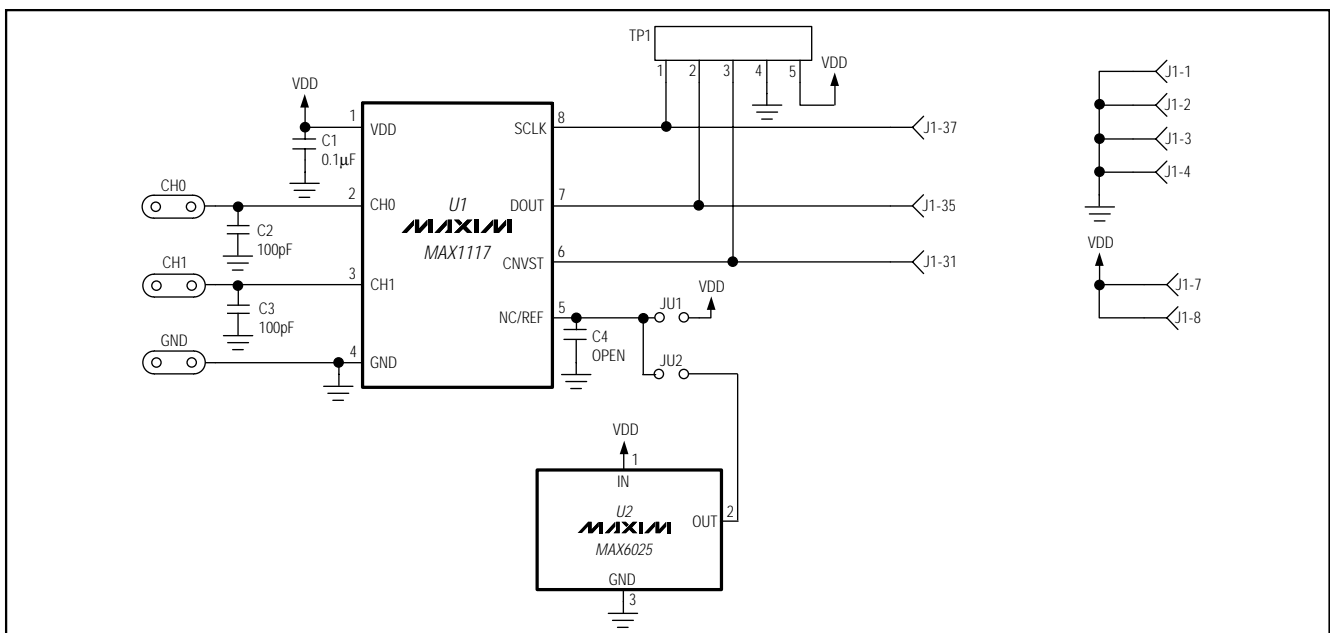 TP1
1 2 3 4 5 VDD
VDD
1 VDD
C1
0.1µF
SCLK 8
J1-37
CH0
2 CH0
C2
100pF
U1
MAXIM
MAX1117
DOUT 7
J1-35
CH1
3 CH1
C3
100pF
CNVST 6
J1-31
GND
4 GND
NC/REF 5
C4
OPEN
JU1
VDD
JU2
VDD
1
IN
U2
MAXIM
MAX6025
OUT 2
GND
3
J1-1
J1-2
J1-3
J1-4
VDD
J1-7
J1-8